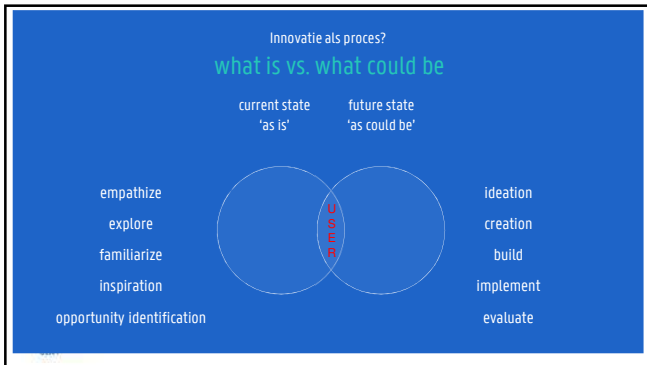 Innovatie als proces?
what is vs. what could be
current state
'as is'
future state
'as could be'
empathize
explore
familiarize
inspiration
opportunity identification
U
S
E
R
ideation
creation
build
implement
evaluate